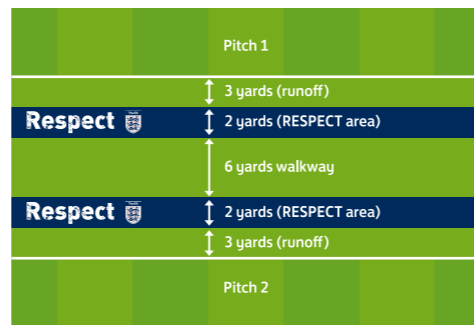 Pitch 1
3 yards (runoff)
Respect 2 yards (RESPECT area)
6 yards walkway
Respect 2 yards (RESPECT area)
3 yards (runoff)
Pitch 2